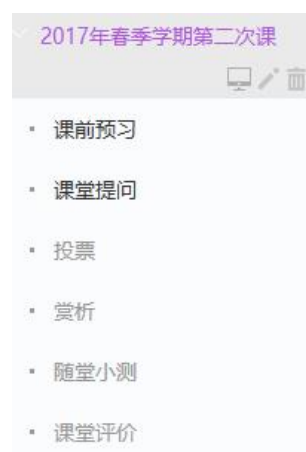 2017年春季学期第二次课
课前预习
课堂提问
投票
赏析
随堂小测
课堂评价